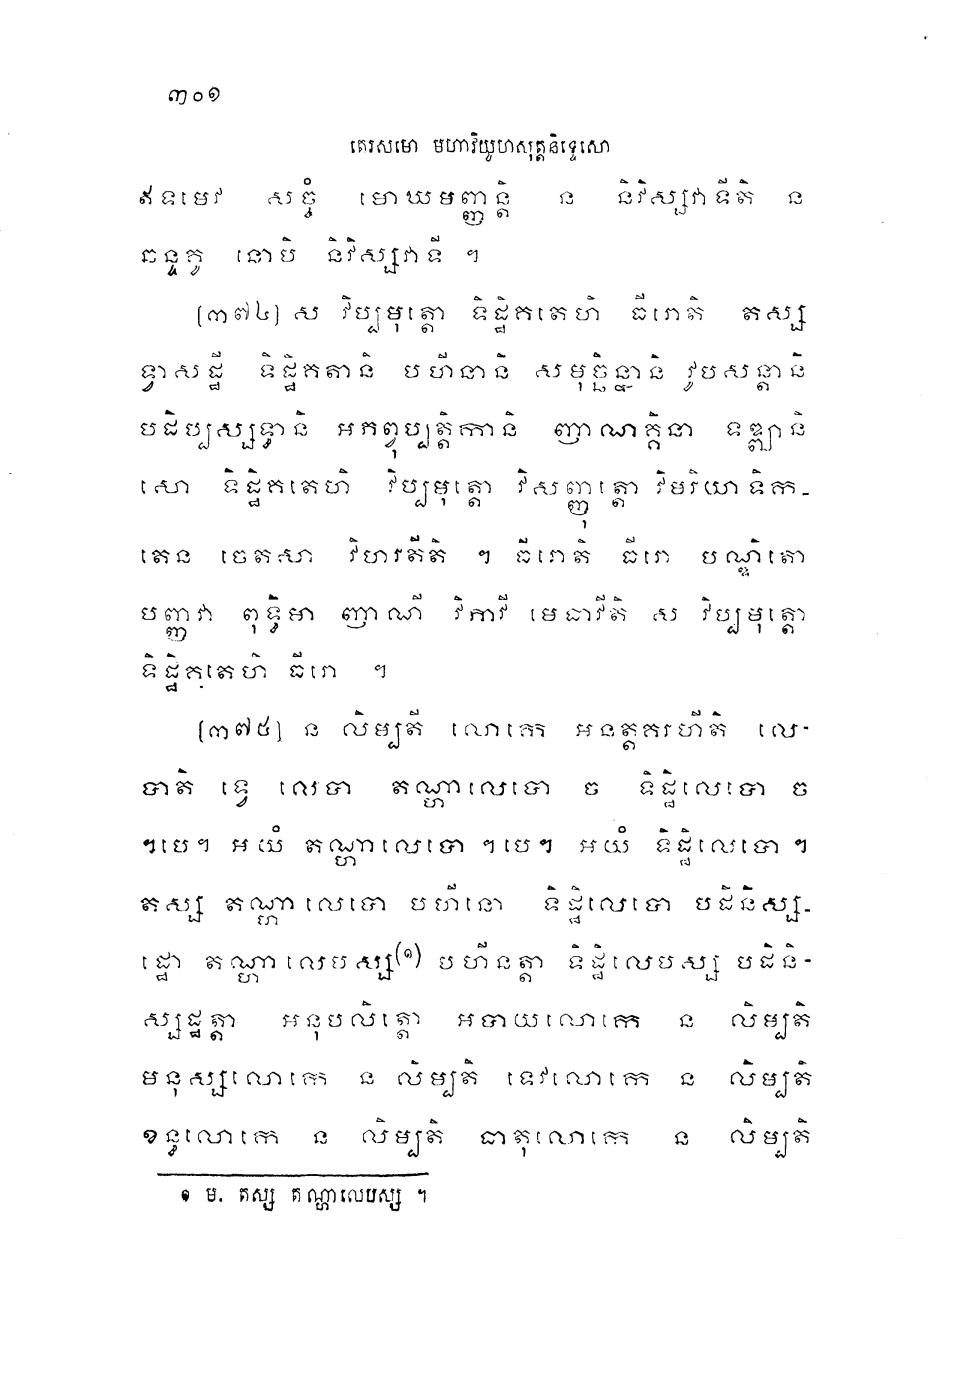 ៣០១
តេរសមោ មហាវិយូហសុត្តនិទ្ទេសោ
ឥទមេវ សច្ចំ មោឃមញ្ញន្តិ ន និវិស្សវាទីតិ ន
ឆន្ទកូ នោបិ និវិស្សវាទី ។
(៣៧៤) ស វិប្បមុត្តោ ទិដ្ឋិគតេហិ ធីរោតិ តស្ស
ទ្វាសដ្ឋី ទិដ្ឋិគតានិ បហីនានិ សមុច្ឆិន្នានិ វូបសន្តានិ
បដិប្បស្សទ្ធានិ អភព្វុប្បត្តិកានិ ញាណគ្គិនា ទឌ្ឍានិ
សោ ទិដ្ឋិគតេហិ វិប្បមុត្តោ វិសញ្ញុត្តោ វិមរិយាទិក-
តេន ចេតសា វិហរតីតិ ។ ធីរោតិ ធីរោ បណ្ឌិតោ
បញ្ញវា ពុទ្ធិមា ញាណី វិភាវី មេធាវីតិ ស វិប្បមុត្តោ
ទិដ្ឋិគតេហិ ធីរោ ។
(៣៧៥) ន លិម្បតី លោកេ អនត្តគរហីតិ លេ-
បាតិ ទ្វេ លេបា តណ្ហាលេបោ ច ទិដ្ឋិលេបោ ច
។បេ។ អយំ តណ្ហាលេបោ ។បេ។ អយំ ទិដ្ឋិលេបោ ។
តស្ស តណ្ហាលេបោ បហីនោ ទិដ្ឋិលេបោ បដិនិស្ស-
ដ្ឋោ តណ្ហាលេបស្ស(១) បហីនត្តា ទិដ្ឋិលេបស្ស បដិនិ-
ស្សដ្ឋត្តា អនុបលិត្តោ អបាយលោកេ ន លិម្បតិ
មនុស្សលោកេ ន លិម្បតិ ទេវលោកេ ន លិម្បតិ
ខន្ធលោកេ ន លិម្បតិ ធាតុលោកេ ន លិម្បតិ
១ ម. តស្ស តណ្ហាលេបស្ស ។